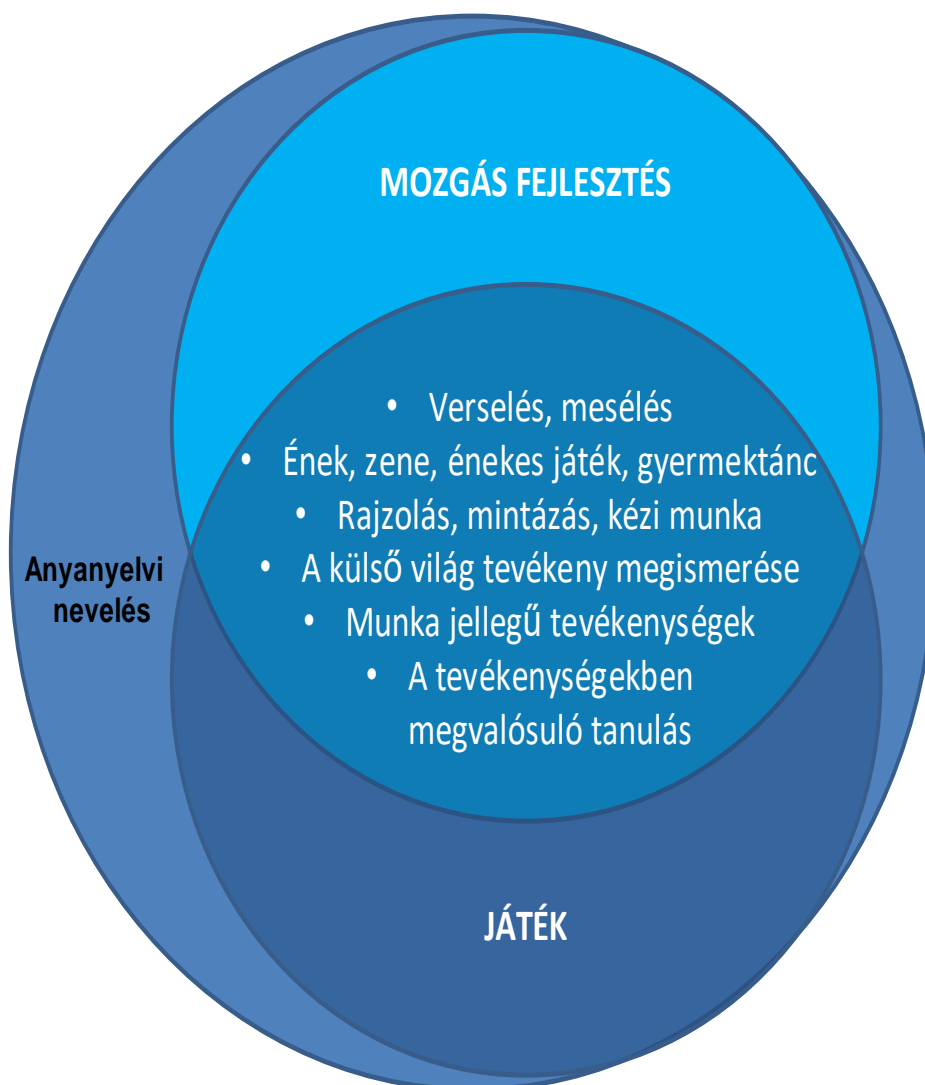 MOZGÁS FEJLESZTÉS
• Verselés, mesélés
• Ének, zene, énekes játék, gyermektánc
• Rajzolás, mintázás, kézi munka
• A külső világ tevékeny megismerése
• Munka jellegű tevékenységek
• A tevékenységekben
megvalósuló tanulás
Anyanyelvi
nevelés
JÁTÉK